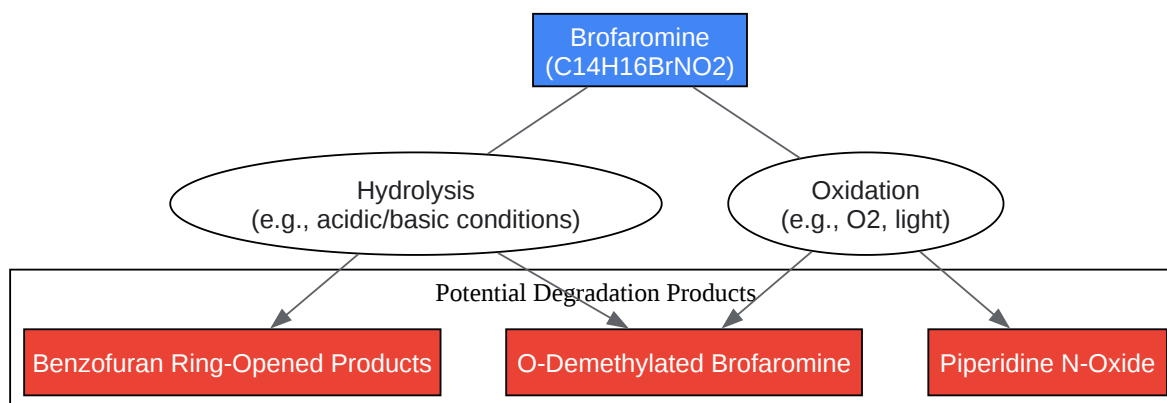 Brofaromine
(C14H16BrNO2)
Hydrolysis
(e.g., acidic/basic conditions)
Oxidation
(e.g., O2, light)
Potential Degradation Products
Benzofuran Ring-Opened Products
O-Demethylated Brofaromine
Piperidine N-Oxide